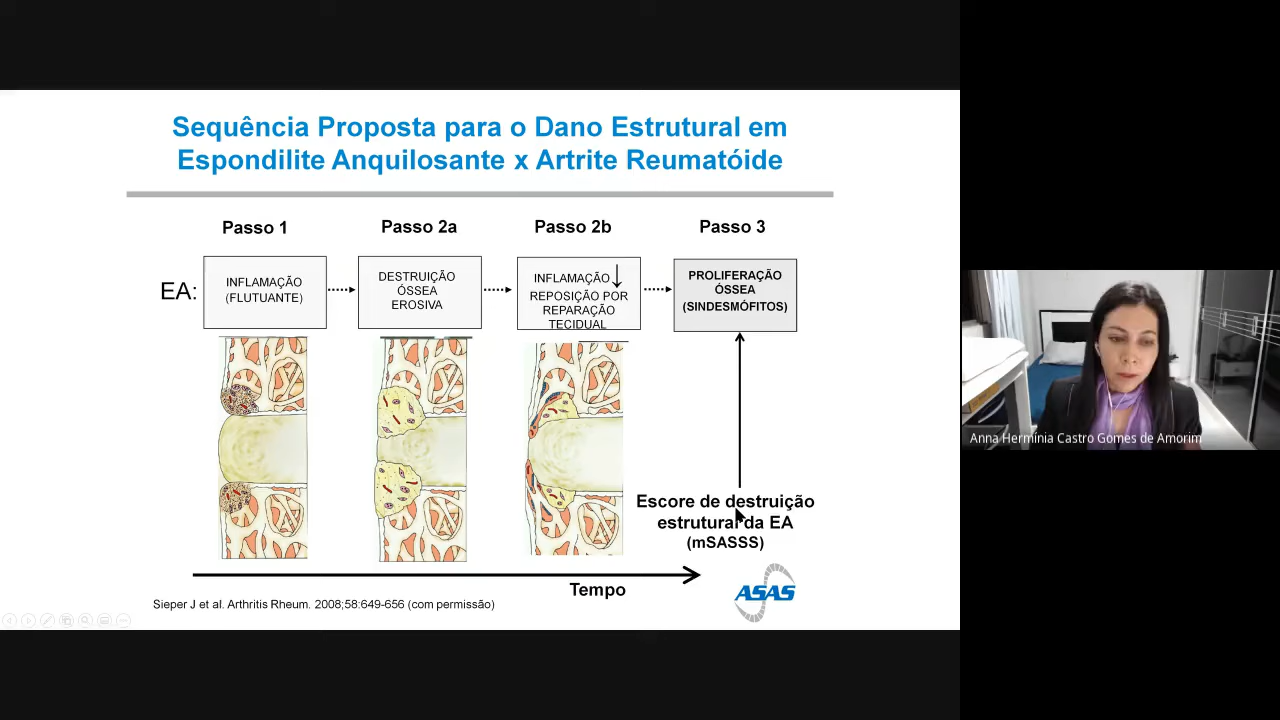 Sequência Proposta para o Dano Estrutural em
Espondilite Anquilosante x Artrite Reumatóide
Passo 1
Passo 2a
Passo 2b
Passo 3
EA:
INFLAMAÇÃO
(FLUTUANTE)
DESTRUIÇÃO
ÓSSEA
EROSIVA
INFLAMAÇÃO↓
REPOSIÇÃO POR
REPARAÇÃO
TECIDUAL
PROLIFERAÇÃO
ÓSSEA
(SINDESMÓFITOS)
Escore de destruição
estrutural da EA
(mSASSS)
Tempo
ASAS
Sieper J et al. Arthritis Rheum. 2008;58:649-656 (com permissão)
Anna Hermínia Castro Gomes de Amorim